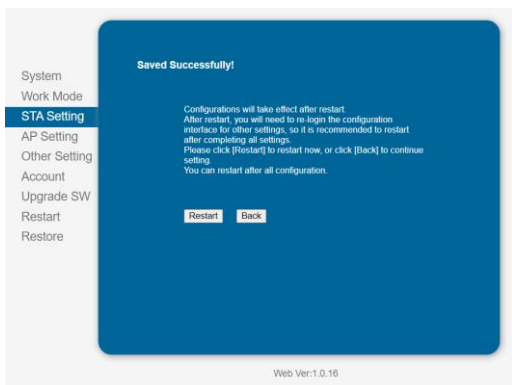 System
Work Mode
STA Setting
AP Setting
Other Setting
Account
Upgrade SW
Restart
Restore
Saved Successfully!
Configurations will take effect after restart.
After restart, you will need to re-login the configuration
interface for other settings, so it is recommended to restart
after completing all settings.
Please click [Restart] to restart now, or click [Back] to continue
setting.
You can restart after all configuration.
Restart Back
Web Ver:1.0.16